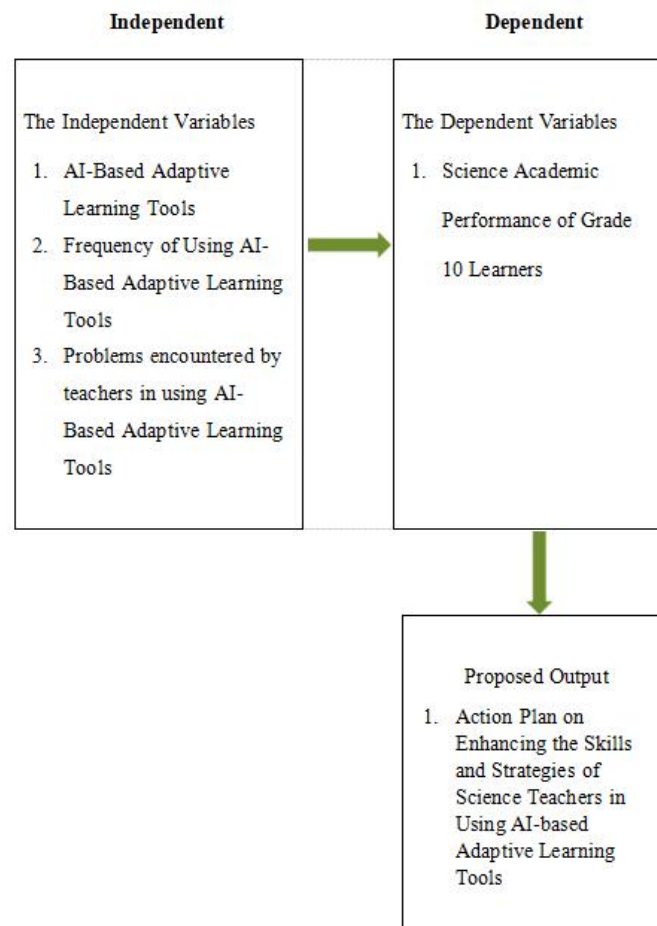 Independent
Dependent
The Independent Variables
1. AI-Based Adaptive
Learning Tools
2. Frequency of Using AI-
Based Adaptive Learning
Tools
3. Problems encountered by
teachers in using AI-
Based Adaptive Learning
Tools
The Dependent Variables
1. Science Academic
Performance of Grade
10 Learners
Proposed Output
1. Action Plan on
Enhancing the Skills
and Strategies of
Science Teachers in
Using AI-based
Adaptive Learning
Tools